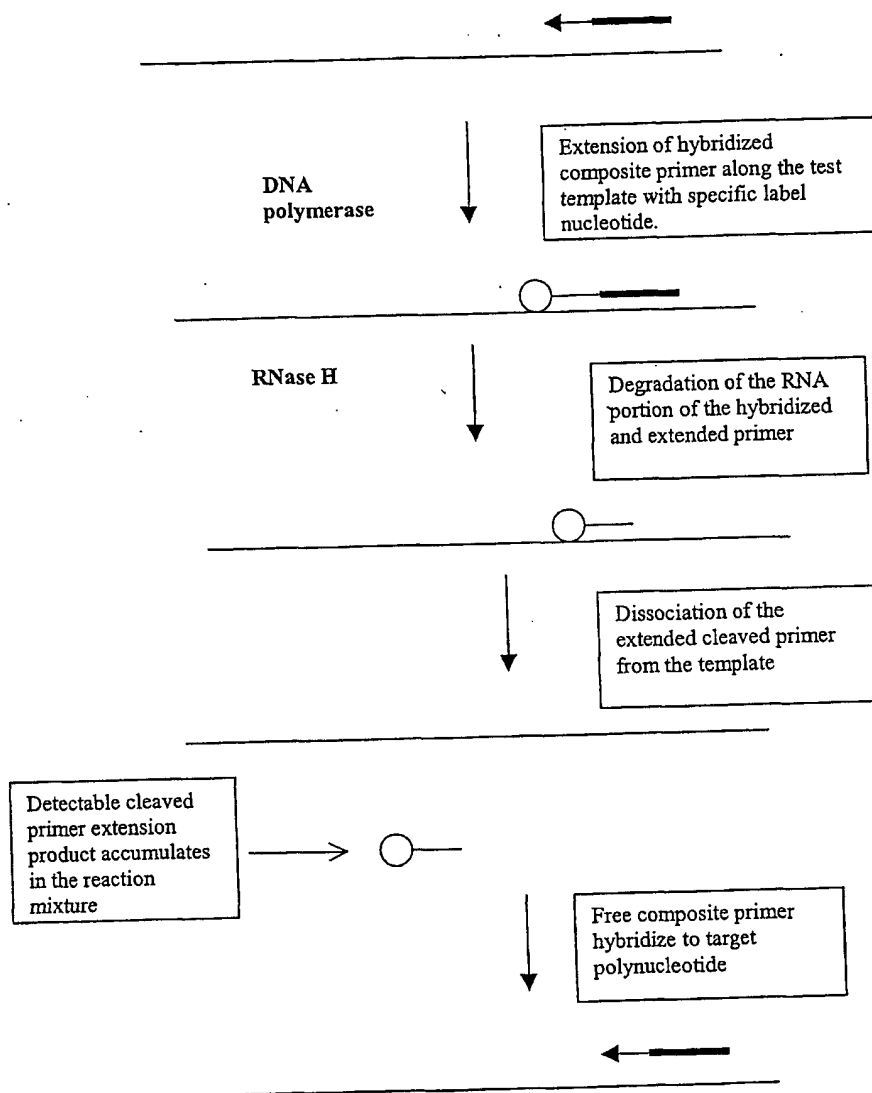 DNA
polymerase
Extension of hybridized
composite primer along the test
template with specific label
nucleotide.
RNase H
Degradation of the RNA
portion of the hybridized
and extended primer
Dissociation of the
extended cleaved primer
from the template
Detectable cleaved
primer extension
product accumulates
in the reaction
mixture
Free composite primer
hybridize to target
polynucleotide